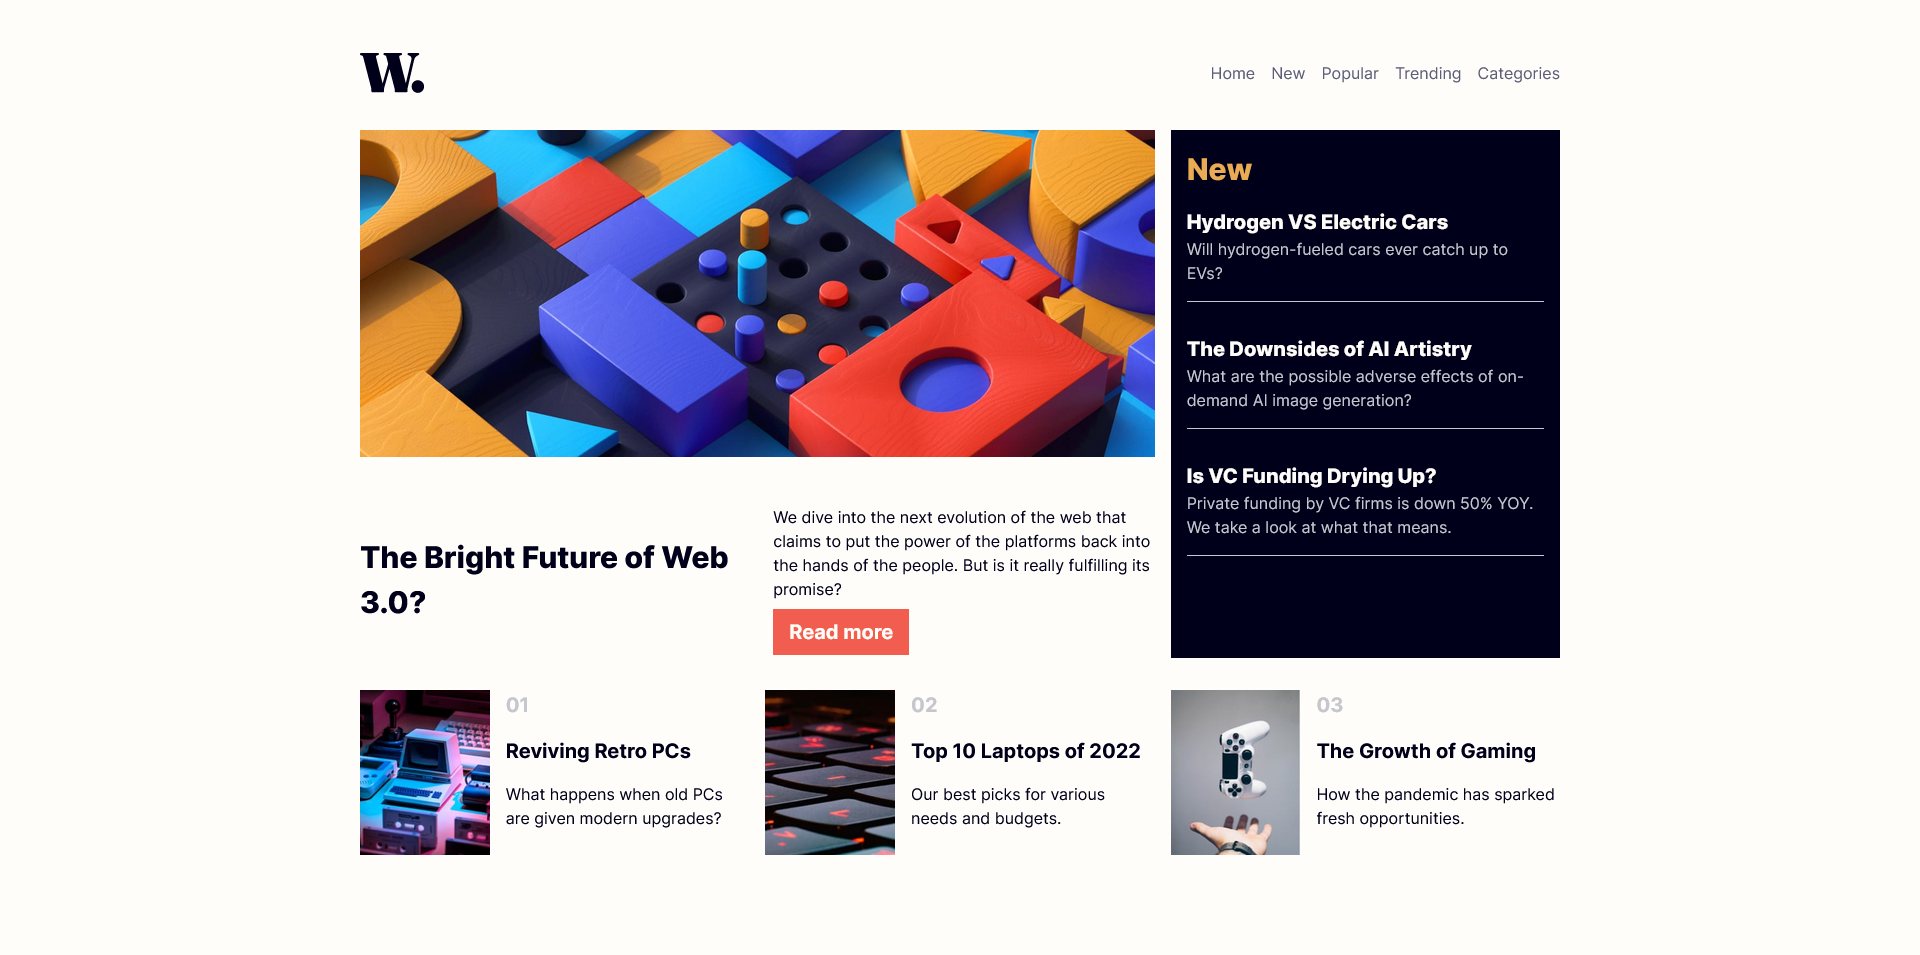 W.
Home New Popular Trending Categories
New
Hydrogen VS Electric Cars
Will hydrogen-fueled cars ever catch up to
EVs?
The Downsides of AI Artistry
What are the possible adverse effects of on-
demand AI image generation?
Is VC Funding Drying Up?
Private funding by VC firms is down 50% YOY.
We take a look at what that means.
The Bright Future of Web
3.0?
We dive into the next evolution of the web that
claims to put the power of the platforms back into
the hands of the people. But is it really fulfilling its
promise?
Read more
01
Reviving Retro PCs
What happens when old PCs
are given modern upgrades?
02
Top 10 Laptops of 2022
Our best picks for various
needs and budgets.
03
The Growth of Gaming
How the pandemic has sparked
fresh opportunities.